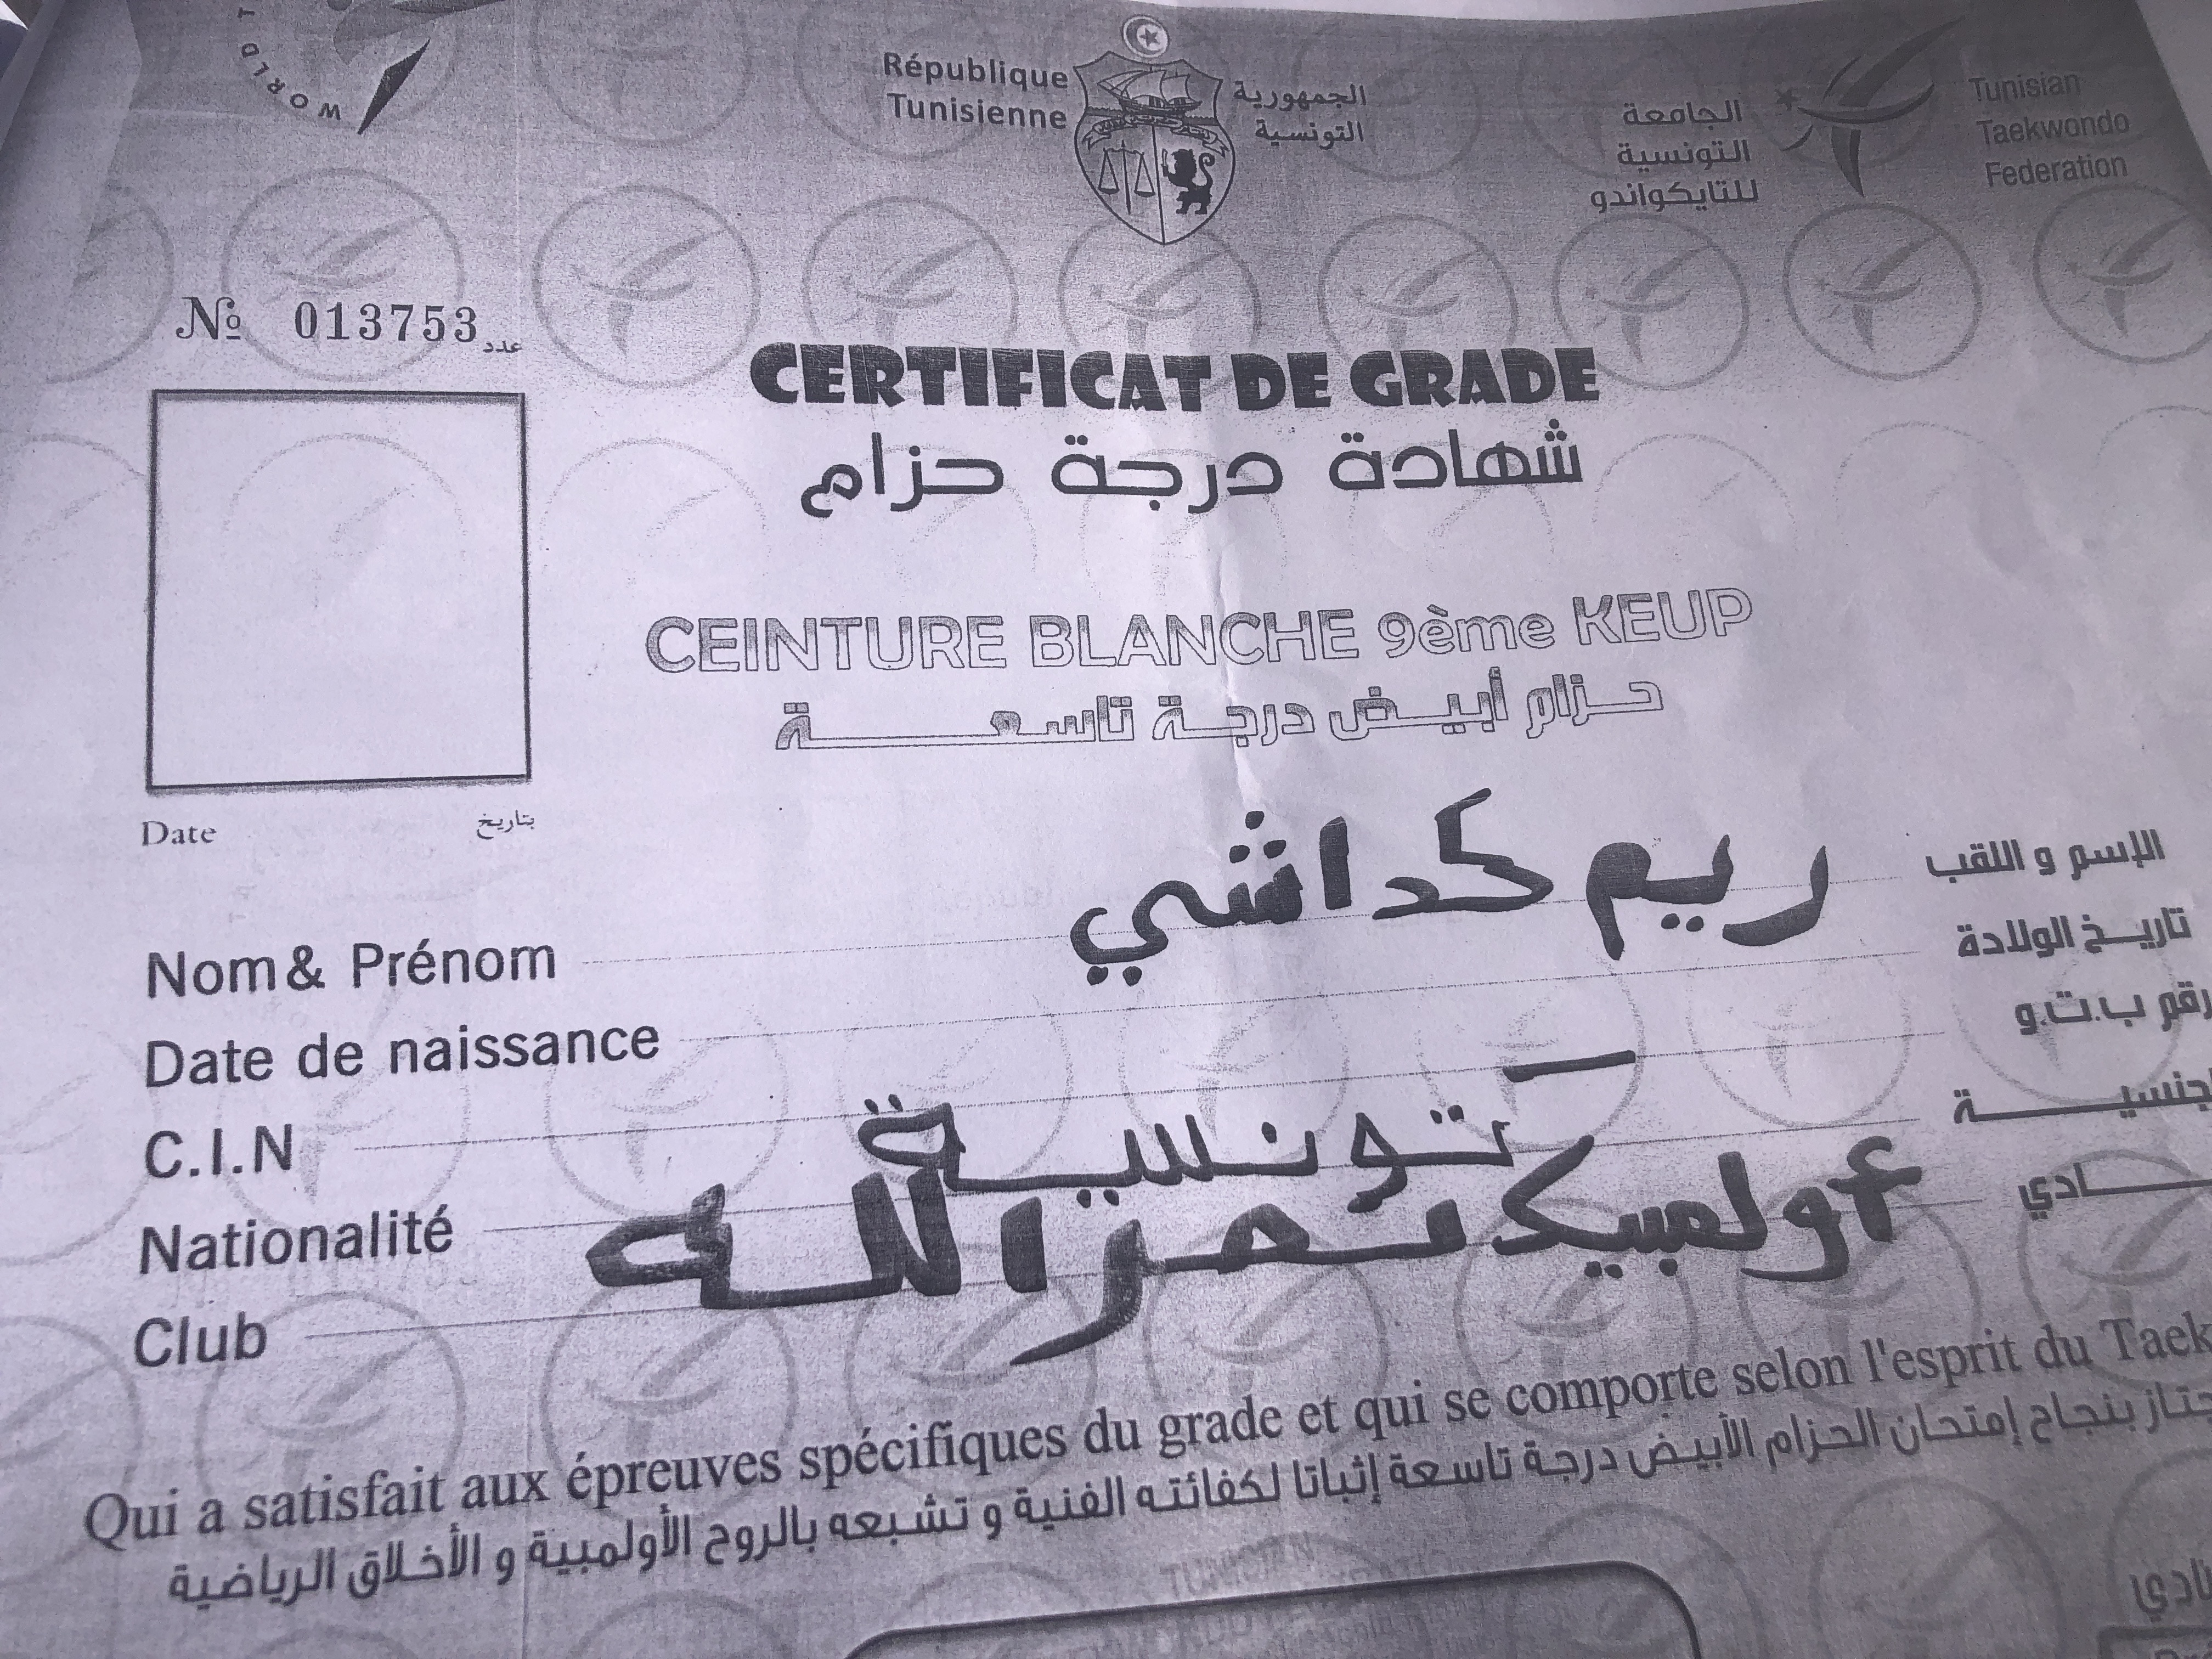 WORLD T
République
Tunisienne
الجمهورية
التونسية
الجامعة
التونسية
للتايكواندو
Tunisian
Taekwondo
Federation
№ 013753 عدد
CERTIFICAT DE GRADE
شهادة درجة حزام
CEINTURE BLANCHE 9ème KEUP
حزام أبيض درجة تاسعة
Date بتاريخ
Nom& Prénom ريم كداشي الإسم و اللقب
Date de naissance تاريخ الولادة
C.I.N — رقم ب.ت.و
Nationalité تونسية جنسية
Club أولمبيك نصرالله ادي
Qui a satisfait aux épreuves spécifiques du grade et qui se comporte selon l'esprit du Taek
جتاز بنجاح إمتحان الحزام الأبيض درجة تاسعة إثباتا لكفائته الفنية و تشبعه بالروح الأولمبية و الأخلاق الرياضية
TUNISIAN
نادي